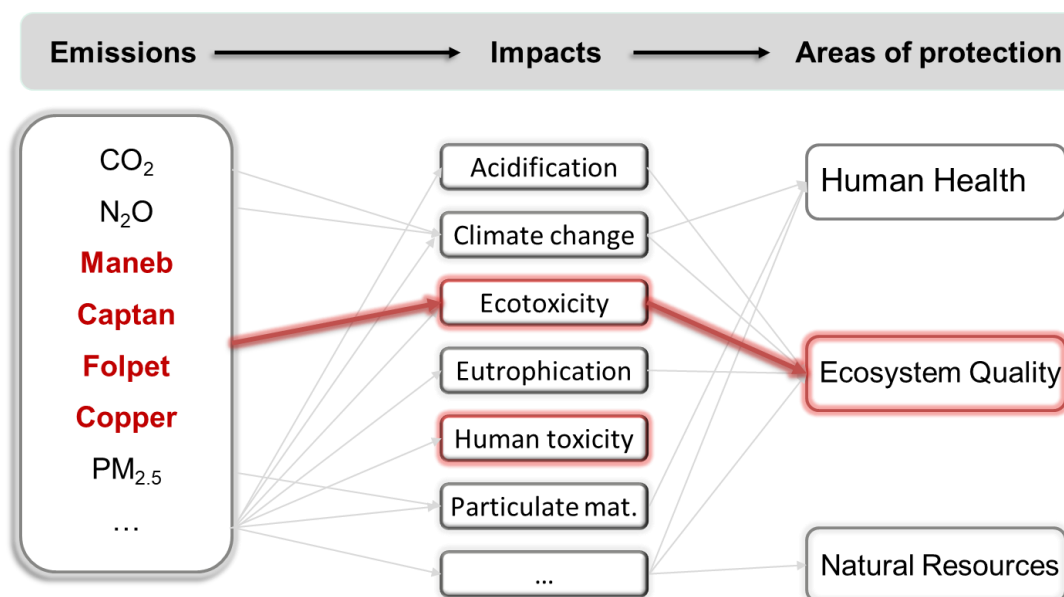 Emissions Impacts Areas of protection
CO₂
N₂O
Maneb
Captan
Folpet
Copper
PM₂.₅
...
Acidification
Climate change
Ecotoxicity
Eutrophication
Human toxicity
Particulate mat.
...
Human Health
Ecosystem Quality
Natural Resources